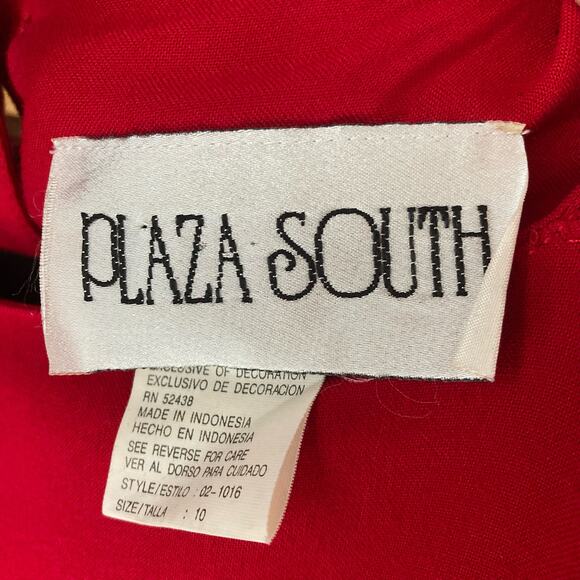 PLAZA SOUTH
EXCLUSIVE OF DECORATION
EXCLUSIVO DE DECORACION
RN 52438
MADE IN INDONESIA
HECHO EN INDONESIA
SEE REVERSE FOR CARE
VER AL DORSO PARA CUIDADO
STYLE/ESTILO : 02-1016
SIZE/TALLA : 10